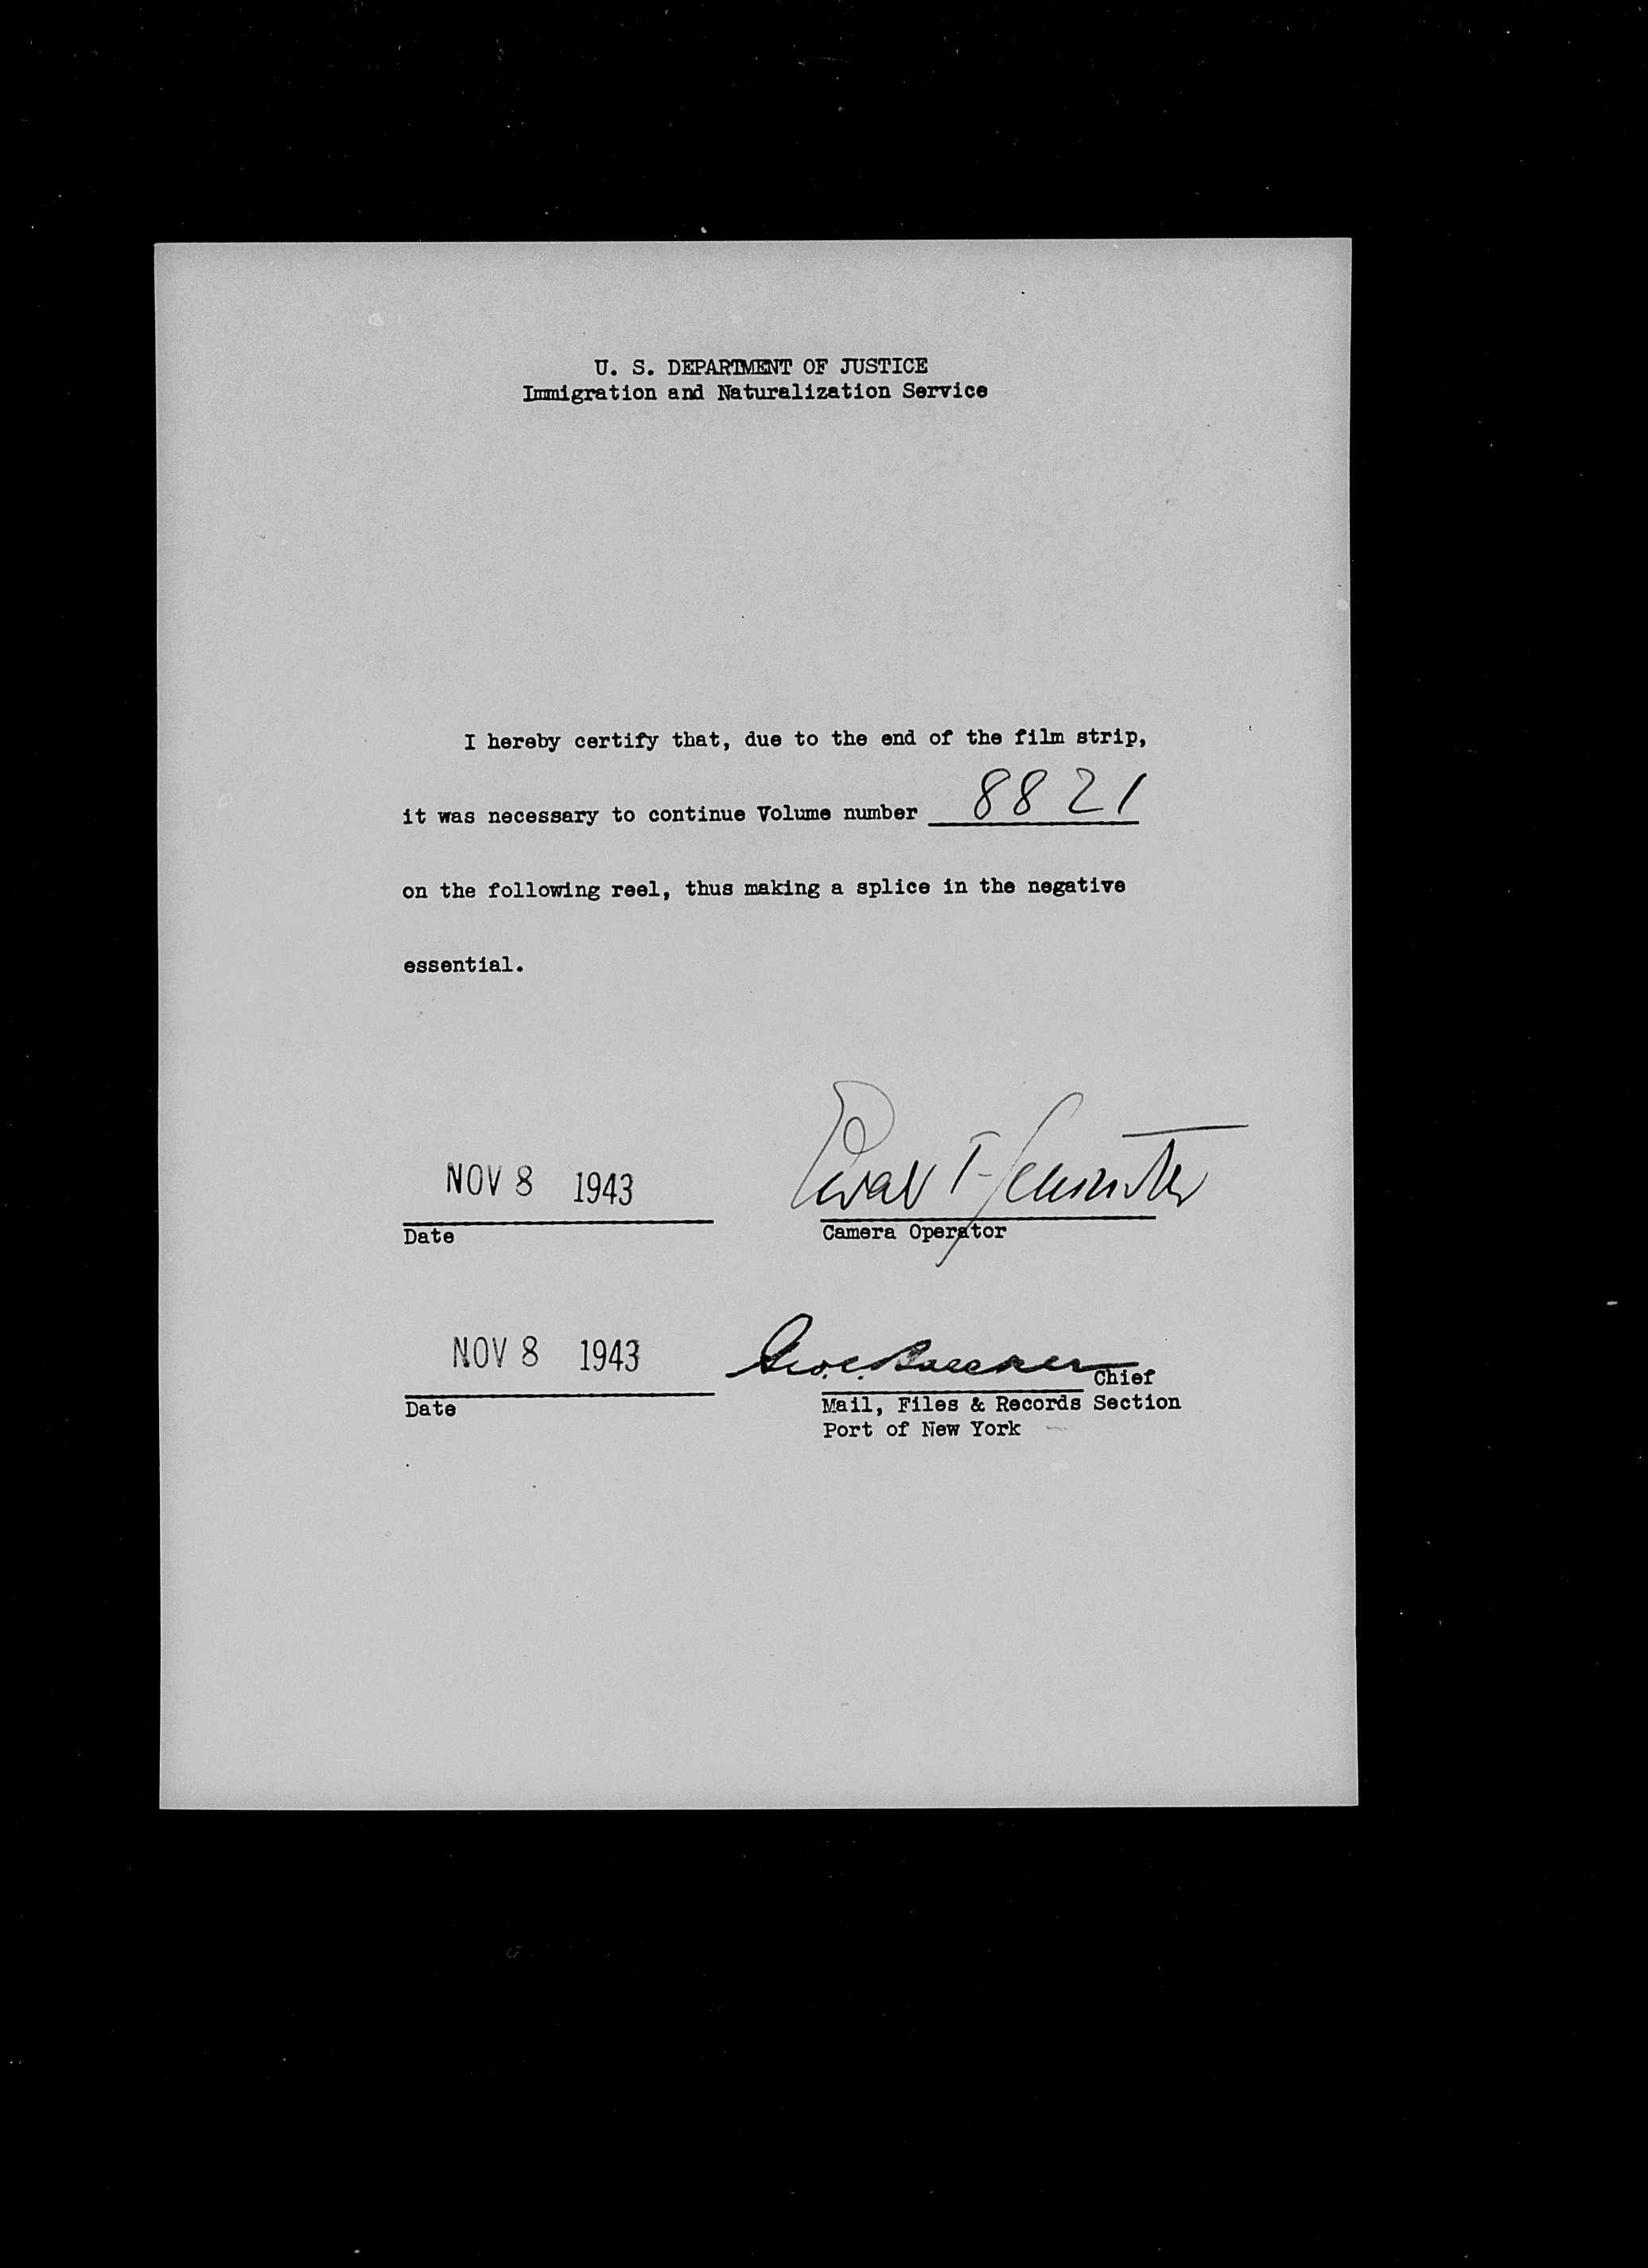 U. S. DEPARTMENT OF JUSTICE
Immigration and Naturalization Service
I hereby certify that, due to the end of the film strip,
it was necessary to continue Volume number 8821
on the following reel, thus making a splice in the negative
essential.
NOV 8 1943
Date
Camera Operator
NOV 8 1943
Geo. C.
Chief
Date
Mail, Files & Records Section
Port of New York